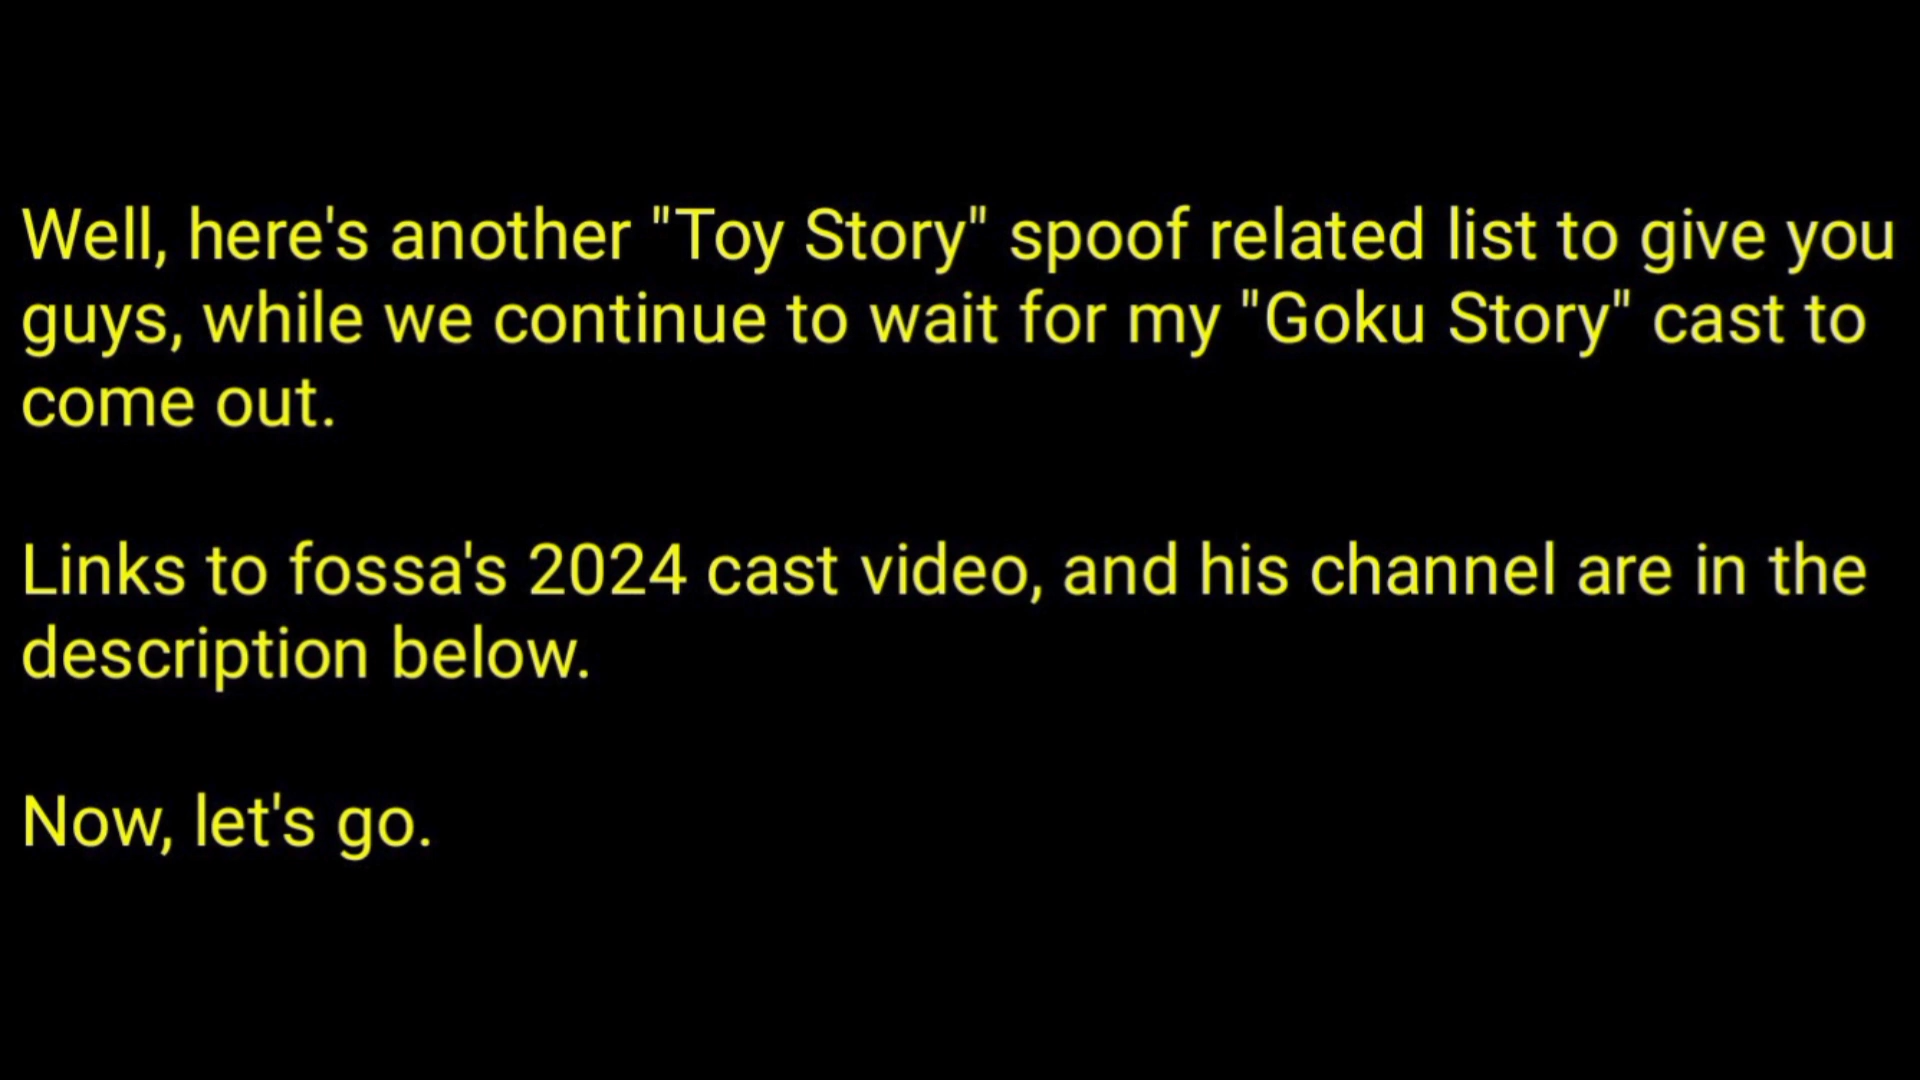 Well, here's another "Toy Story" spoof related list to give you
guys, while we continue to wait for my "Goku Story" cast to
come out.
Links to fossa's 2024 cast video, and his channel are in the
description below.
Now, let's go.